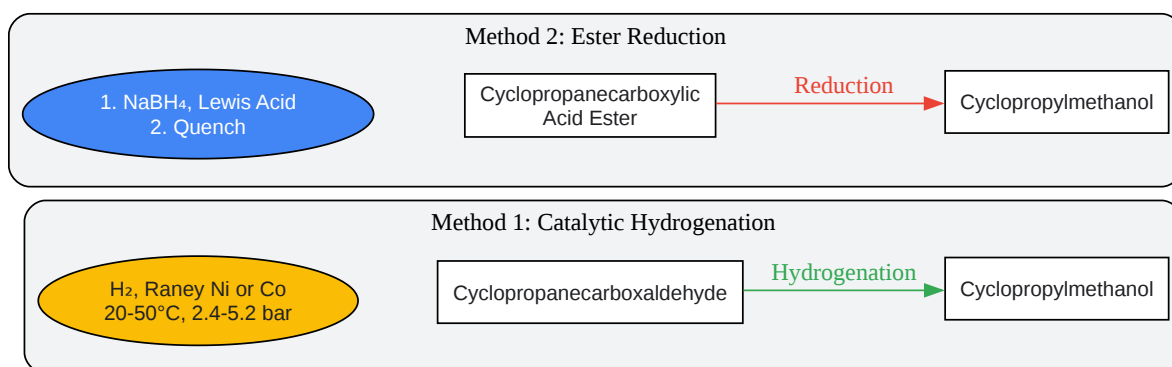 Method 2: Ester Reduction
1. NaBH₄, Lewis Acid
2. Quench
Cyclopropanecarboxylic
Acid Ester
Reduction
Cyclopropylmethanol
Method 1: Catalytic Hydrogenation
H₂, Raney Ni or Co
20-50°C, 2.4-5.2 bar
Cyclopropanecarboxaldehyde
Hydrogenation
Cyclopropylmethanol